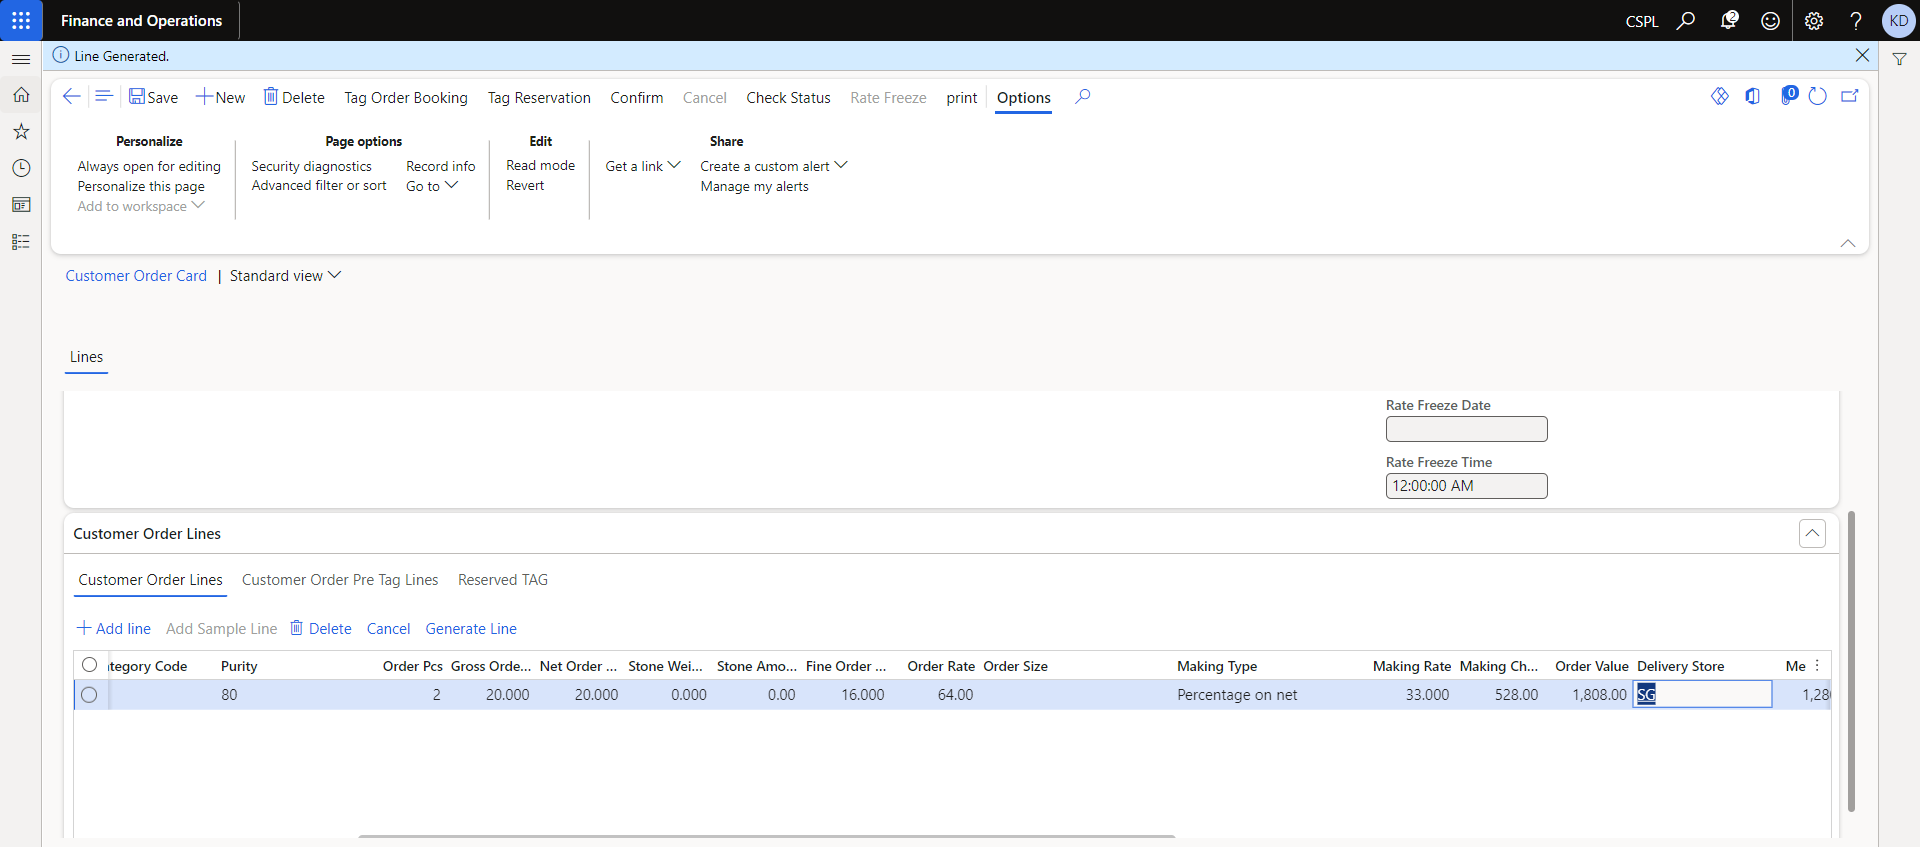 Finance and Operations
CSPL
2
KD
Line Generated.
Save
New
Delete
Tag Order Booking
Tag Reservation
Confirm
Cancel
Check Status
Rate Freeze
print
Options
0
Personalize
Always open for editing
Personalize this page
Add to workspace
Page options
Security diagnostics
Advanced filter or sort
Record info
Go to
Edit
Read mode
Revert
Get a link
Share
Create a custom alert
Manage my alerts
Customer Order Card | Standard view
Lines
Rate Freeze Date
Rate Freeze Time
12:00:00 AM
Customer Order Lines
Customer Order Lines Customer Order Pre Tag Lines Reserved TAG
Add line Add Sample Line Delete Cancel Generate Line
tegory Code Purity Order Pcs Gross Orde... Net Order ... Stone Wei... Stone Amo... Fine Order ... Order Rate Order Size Making Type Making Rate Making Ch... Order Value Delivery Store Me
80 2 20.000 20.000 0.000 0.00 16.000 64.00 Percentage on net 33.000 528.00 1,808.00 SG 1,28